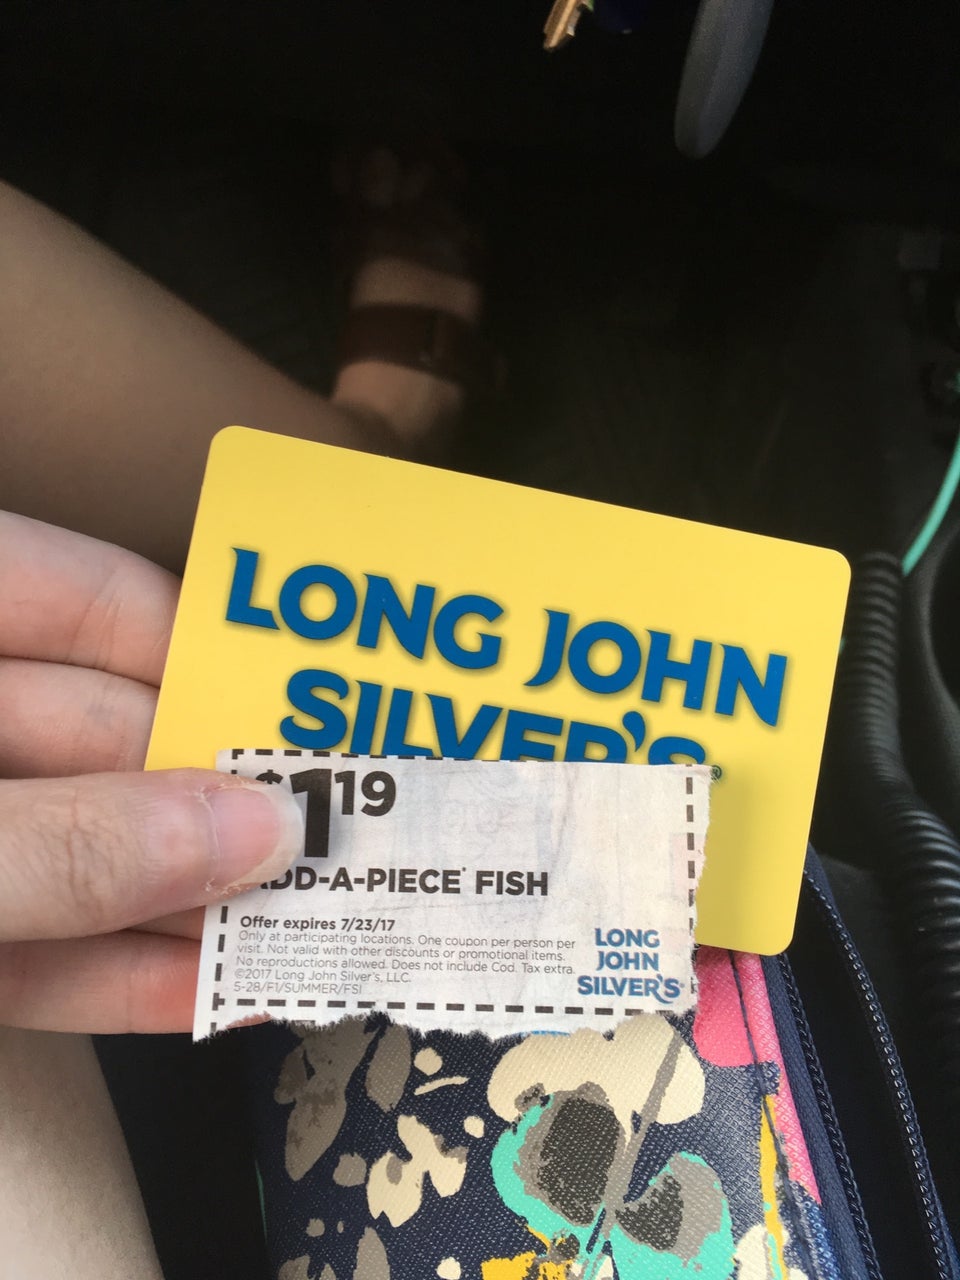 LONG JOHN
SILVER'S®
$1.19
ADD-A-PIECE* FISH
Offer expires 7/23/17
Only at participating locations. One coupon per person per
visit. Not valid with other discounts or promotional items.
No reproductions allowed. Does not include Cod. Tax extra.
©2017 Long John Silver's, LLC.
5-28/F1/SUMMER/FSI
LONG
JOHN
SILVER'S®